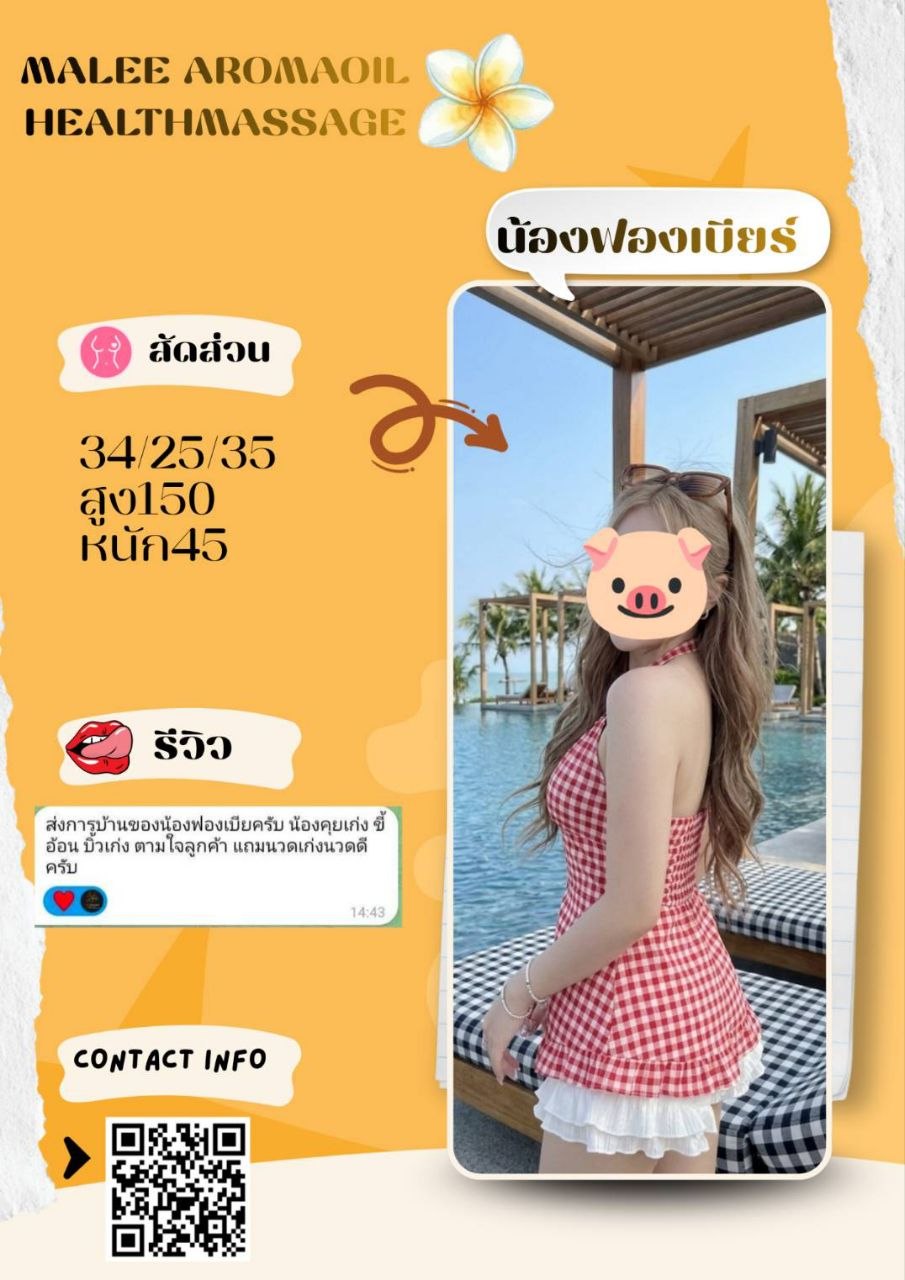 MALEE AROMAOIL
HEALTHMASSAGE
น้องฟองเบียร์
สัดส่วน
34/25/35
สูง150
หนัก45
รีวิว
ส่งการบ้านของน้องฟองเบียครับ น้องคุยเก่ง ขี้
อ้อน บิ้วเก่ง ตามใจลูกค้า แถมนวดเก่งนวดดี
ครับ
14:43
CONTACT INFO